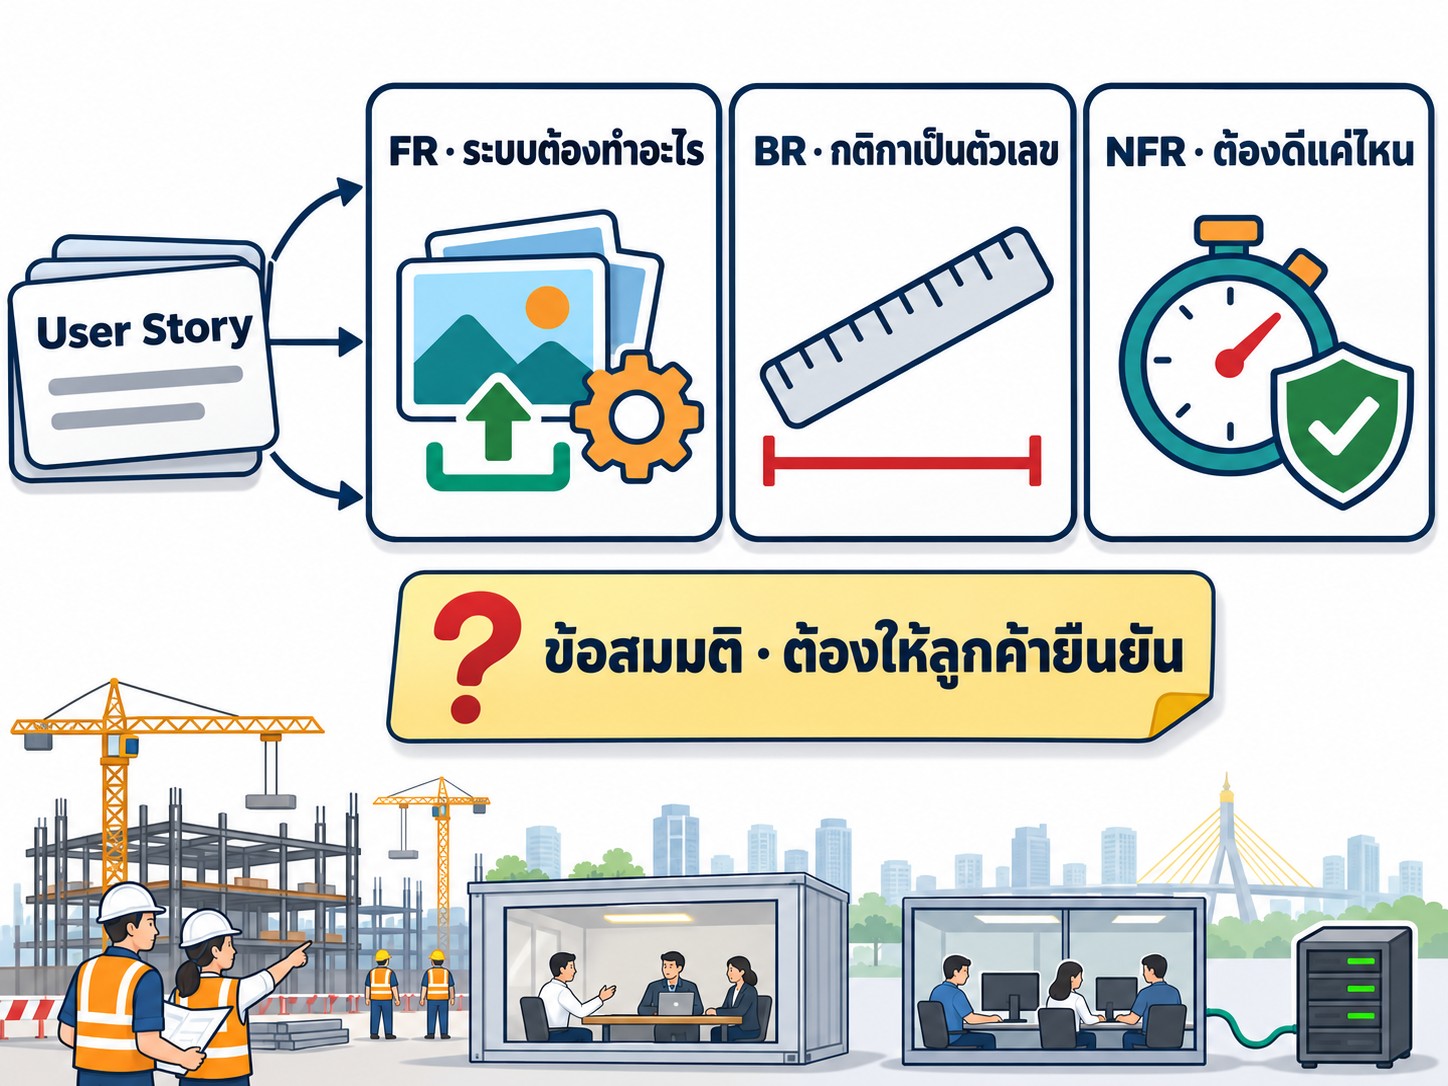 User Story
FR · ระบบต้องทำอะไร
BR · กติกาเป็นตัวเลข
NFR · ต้องดีแค่ไหน
? ข้อสมมติ · ต้องให้ลูกค้ายืนยัน